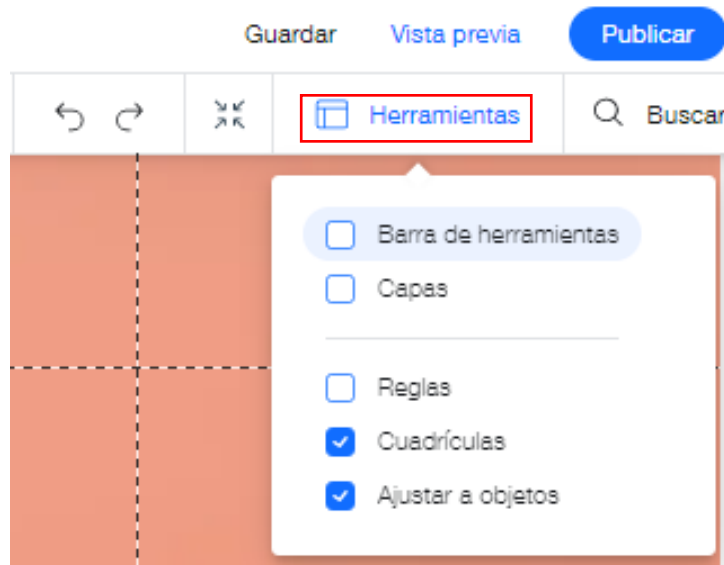 Guardar Vista previa Publicar
Herramientas Buscar
Barra de herramientas
Capas
Reglas
Cuadrículas
Ajustar a objetos